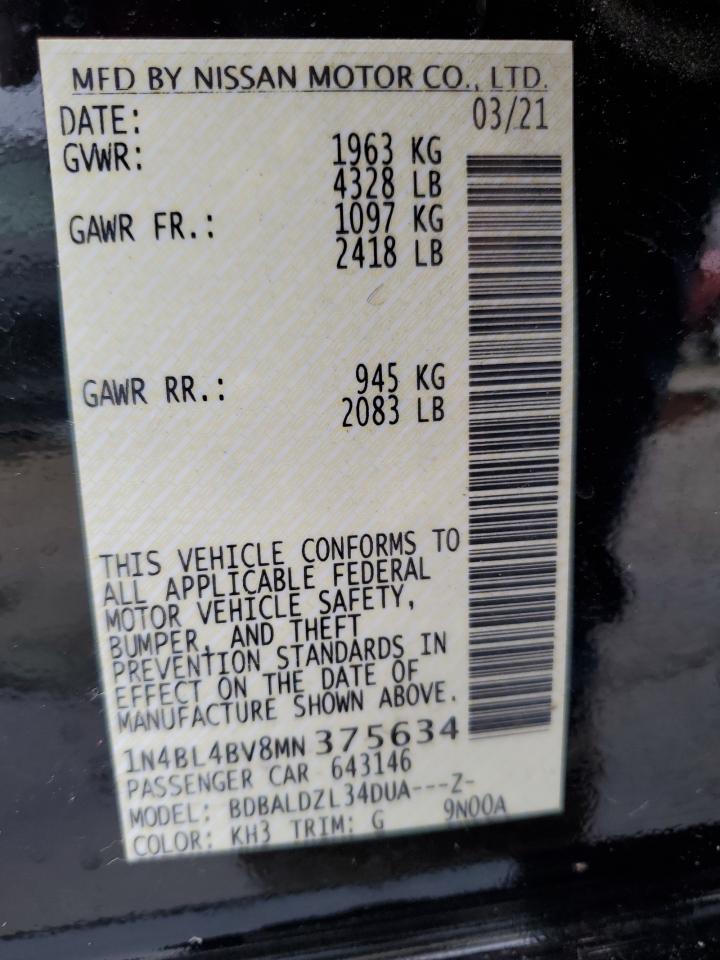 MFD BY NISSAN MOTOR CO., LTD.
DATE: 03/21
GVWR: 1963 KG
4328 LB
GAWR FR.: 1097 KG
2418 LB
GAWR RR.: 945 KG
2083 LB
THIS VEHICLE CONFORMS TO
ALL APPLICABLE FEDERAL
MOTOR VEHICLE SAFETY,
BUMPER, AND THEFT
PREVENTION STANDARDS IN
EFFECT ON THE DATE OF
MANUFACTURE SHOWN ABOVE.
1N4BL4BV8MN375634
PASSENGER CAR 643146
MODEL: BDBALDZL34DUA---Z-
COLOR: KH3 TRIM: G 9N00A